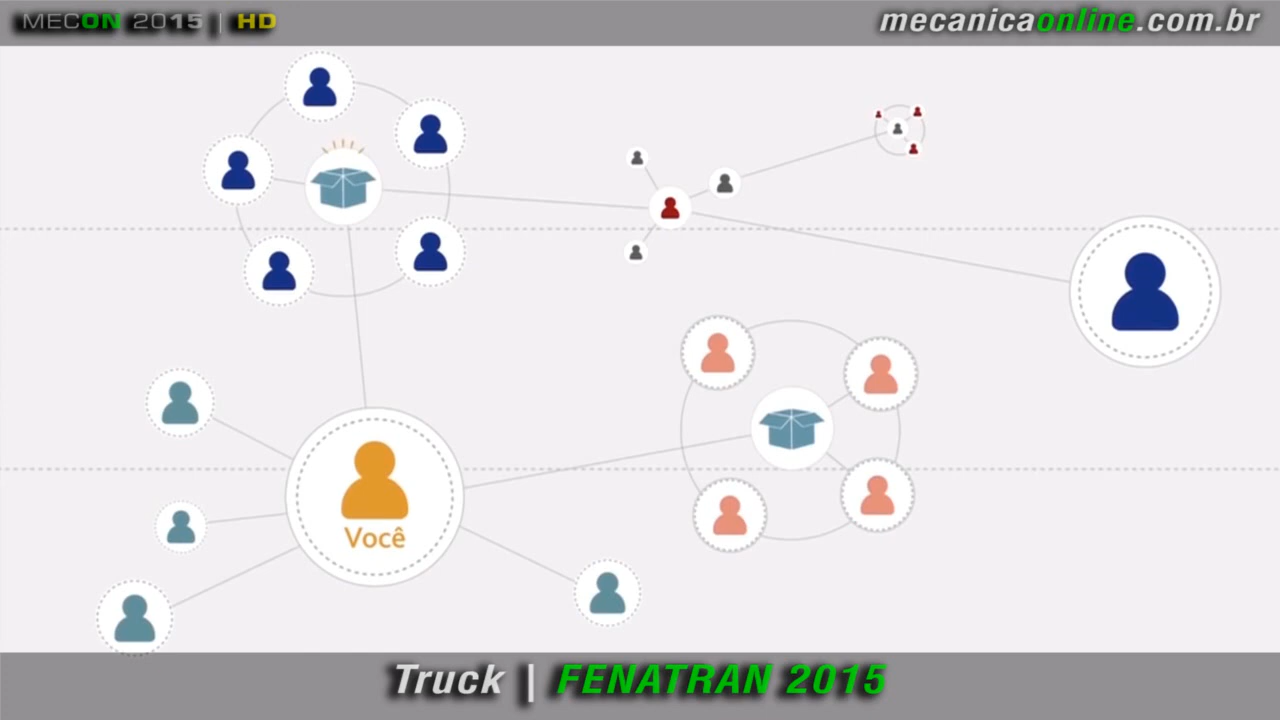 MECON 2015 | HD
mecanicaonline.com.br
Você
Truck | FENATRAN 2015